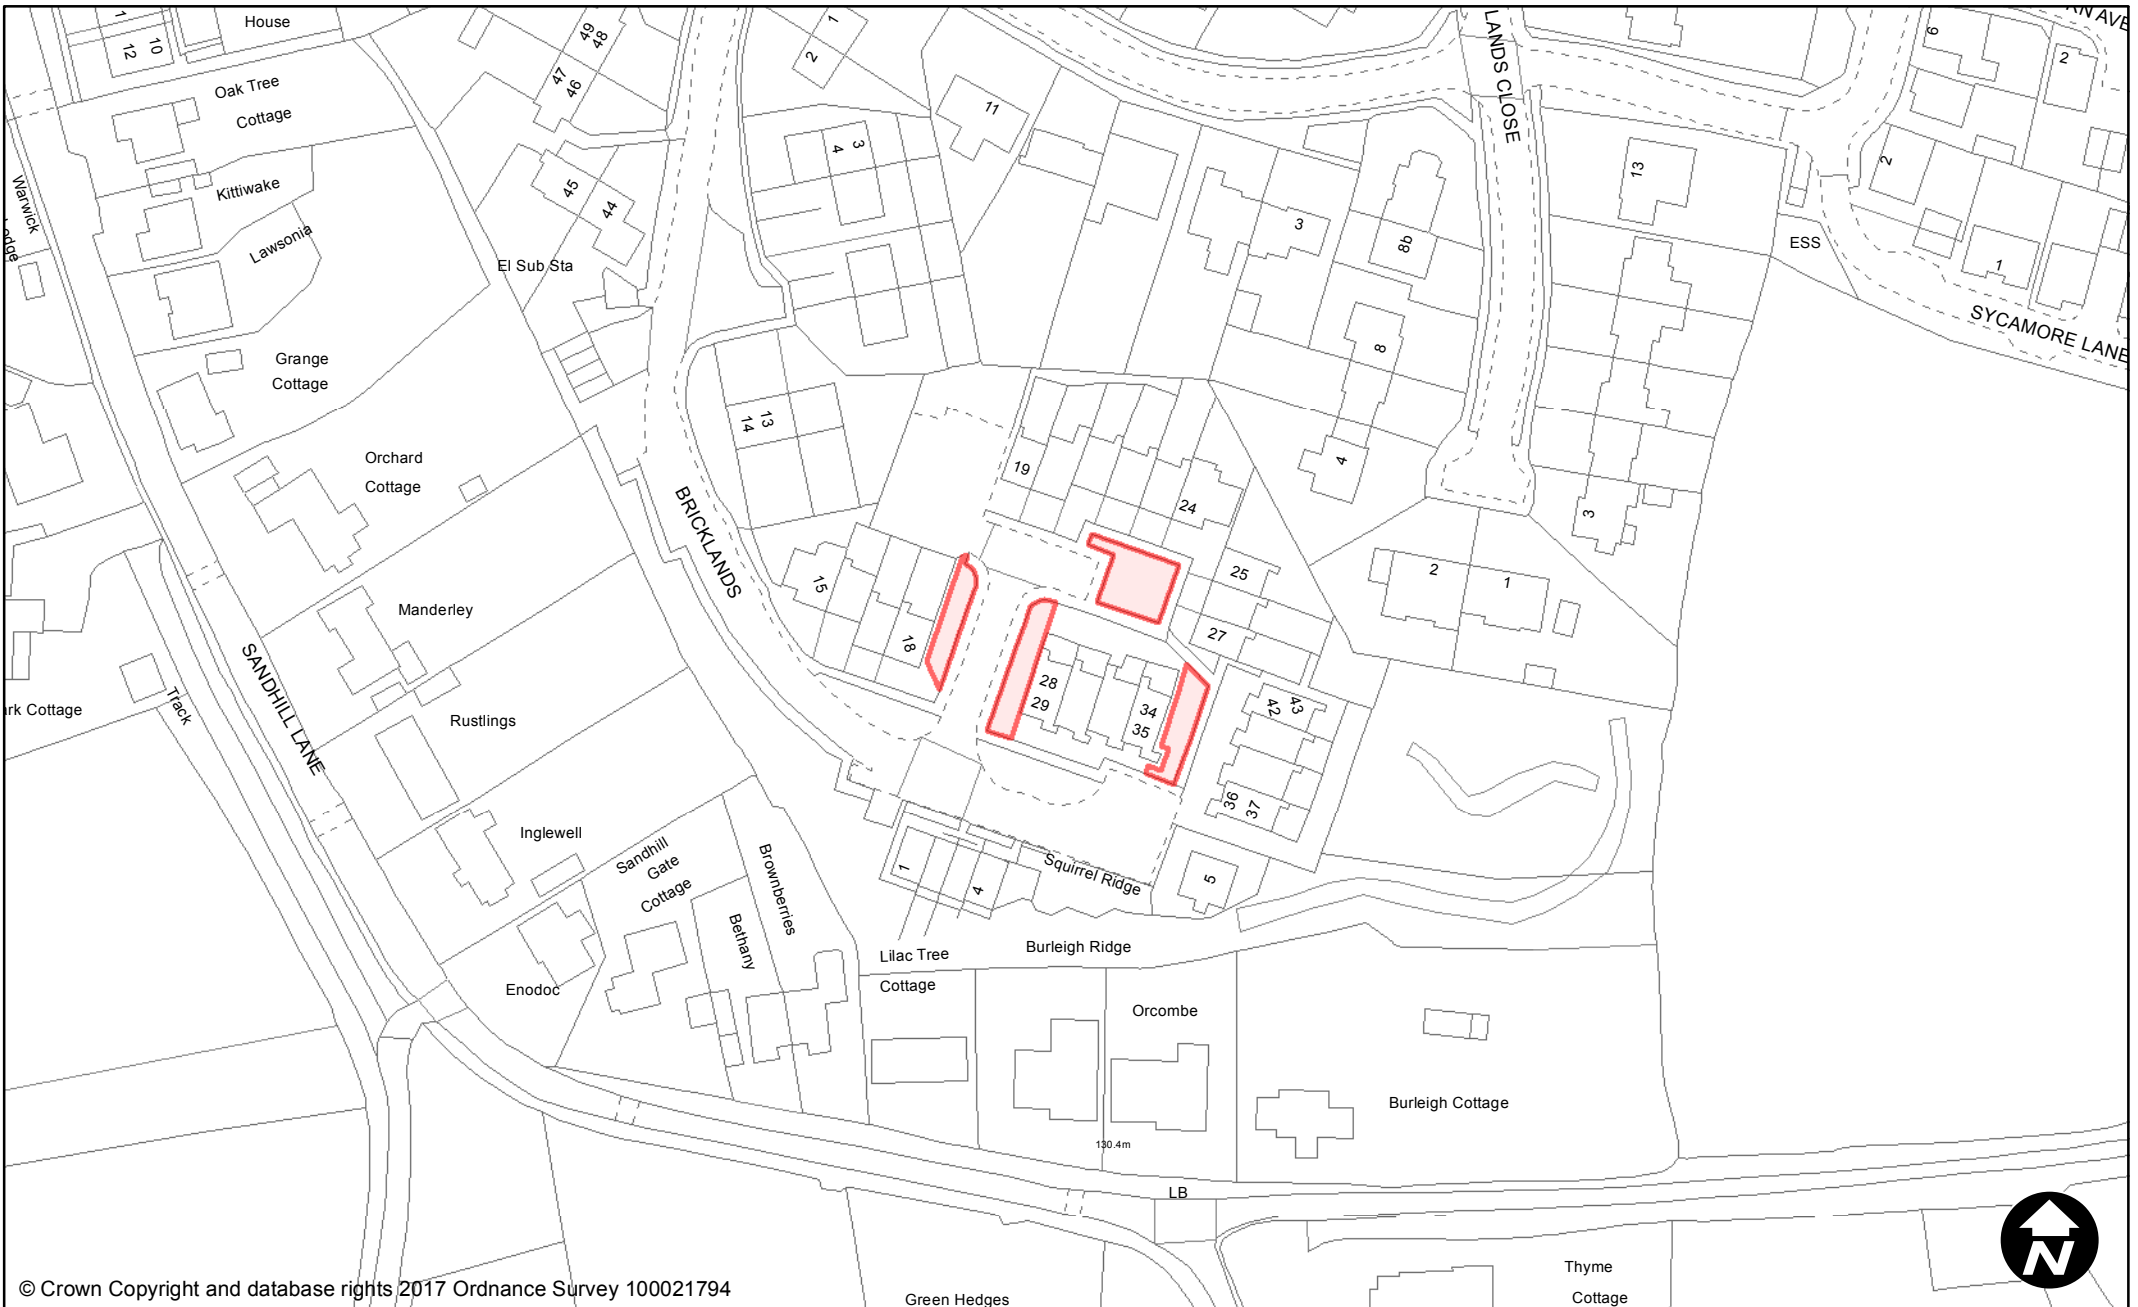 House
1
12
10
49
48
47
46
1
2
LANDS CLOSE
RN AVE
6
2
Oak Tree
Cottage
11
4
3
13
2
Warwick
Kittiwake
45
44
Lawsonia
El Sub Sta
3
8b
ESS
1
SYCAMORE LANE
Grange
Cottage
8
14
13
Orchard
Cottage
19
24
4
3
BRICKLANDS
15
25
2
1
Manderley
18
27
SANDHILL LANE
Track
rk Cottage
Rustlings
28
29
34
35
42
43
36
37
Inglewell
Sandhill
Gate
Cottage
Brownberries
Bethany
1
4
Squirrel Ridge
5
Enodoc
Lilac Tree
Cottage
Burleigh Ridge
Orcombe
Burleigh Cottage
130.4m
LB
N
Thyme
Cottage
Green Hedges
© Crown Copyright and database rights 2017 Ordnance Survey 100021794